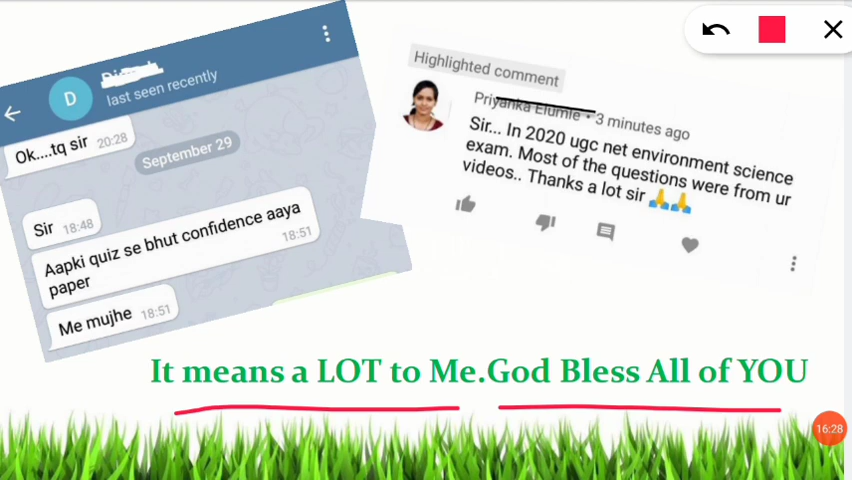 D
last seen recently
Ok....tq sir 20:28
September 29
Sir 18:48
Aapki quiz se bhut confidence aaya
paper 18:51
Me mujhe 18:51
Highlighted comment
Priyanka Elumle • 3 minutes ago
Sir... In 2020 ugc net environment science
exam. Most of the questions were from ur
videos.. Thanks a lot sir 🙏🙏
It means a LOT to Me.God Bless All of YOU
16:28